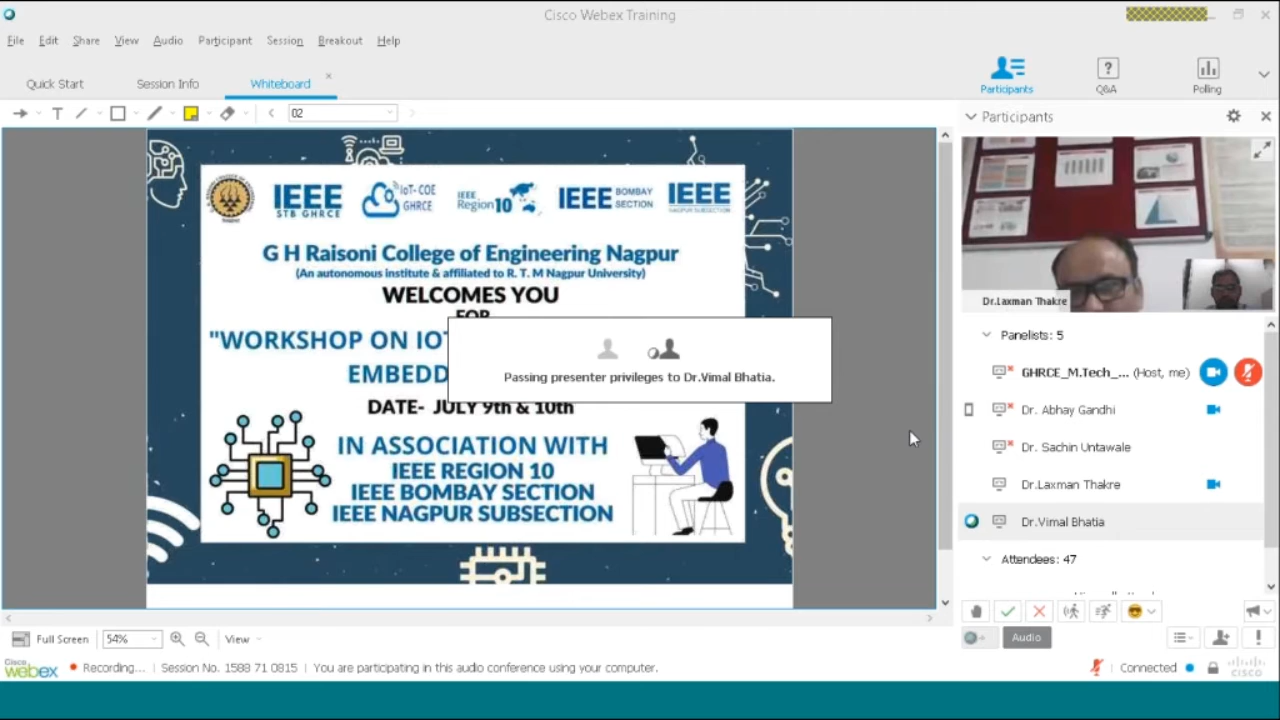 Cisco Webex Training
File Edit Share View Audio Participant Session Breakout Help
Quick Start Session Info Whiteboard
Participants Q&A Polling
02
Participants
IEEE STB GHRCE
IoT-COE GHRCE
IEEE Region 10
IEEE BOMBAY SECTION
IEEE NAGPUR SUBSECTION
G H Raisoni College of Engineering Nagpur
(An autonomous institute & affiliated to R. T. M Nagpur University)
WELCOMES YOU
FOR
"WORKSHOP ON IO
EMBEDD
DATE- JULY 9th & 10th
IN ASSOCIATION WITH
IEEE REGION 10
IEEE BOMBAY SECTION
IEEE NAGPUR SUBSECTION
Passing presenter privileges to Dr.Vimal Bhatia.
Dr.Laxman Thakre
Panelists: 5
GHRCE_M.Tech_... (Host, me)
Dr. Abhay Gandhi
Dr. Sachin Untawale
Dr.Laxman Thakre
Dr.Vimal Bhatia
Attendees: 47
Audio
Full Screen 54% View
Cisco webex Recording... Session No. 1588 71 0815 You are participating in this audio conference using your computer.
Connected
CISCO